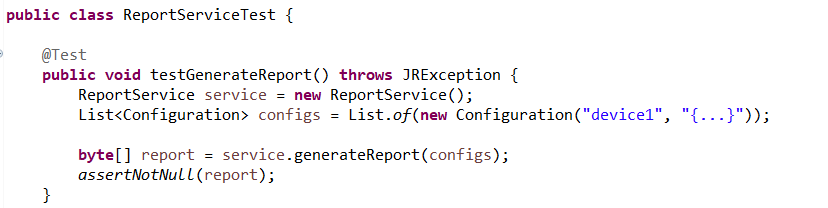 public class ReportServiceTest {
@Test
public void testGenerateReport() throws JRException {
ReportService service = new ReportService();
List<Configuration> configs = List.of(new Configuration("device1", "{...}"));
byte[] report = service.generateReport(configs);
assertNotNull(report);
}